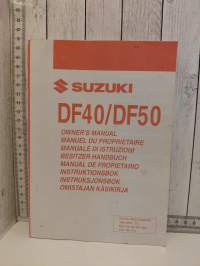 SUZUKI
DF40/DF50
OWNER'S MANUAL
MANUEL DU PROPRIETAIRE
MANUALE DI ISTRUZIONI
BESITZER HANDBUCH
MANUAL DE PROPIETARIO
INSTRUKTIONSBOK
INSTRUKSJONSBOK
OMISTAJAN KÄSIKIRJA